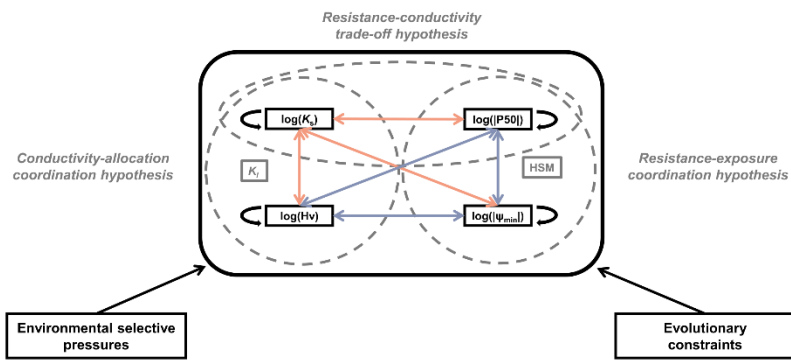 Resistance-conductivity
trade-off hypothesis
log(Kₛ)
log(|P50|)
Conductivity-allocation
coordination hypothesis
Kₗ
HSM
Resistance-exposure
coordination hypothesis
log(Hv)
log(|ψmin|)
Environmental selective
pressures
Evolutionary
constraints